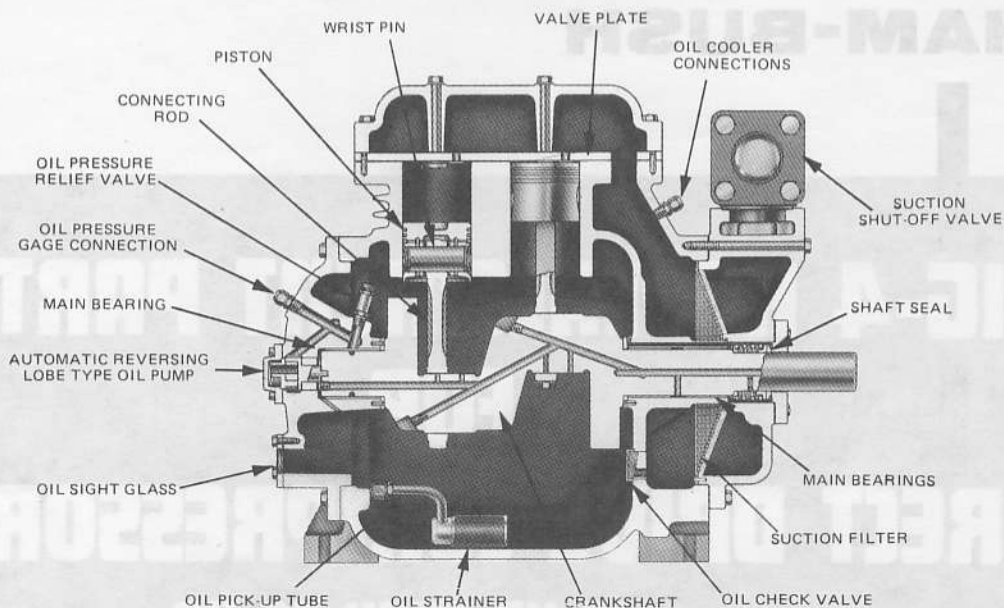 WRIST PIN
VALVE PLATE
PISTON
OIL COOLER
CONNECTIONS
CONNECTING
ROD
OIL PRESSURE
RELIEF VALVE
SUCTION
SHUT-OFF VALVE
OIL PRESSURE
GAGE CONNECTION
MAIN BEARING
SHAFT SEAL
AUTOMATIC REVERSING
LOBE TYPE OIL PUMP
OIL SIGHT GLASS
MAIN BEARINGS
SUCTION FILTER
OIL PICK-UP TUBE
OIL STRAINER
CRANKSHAFT
OIL CHECK VALVE